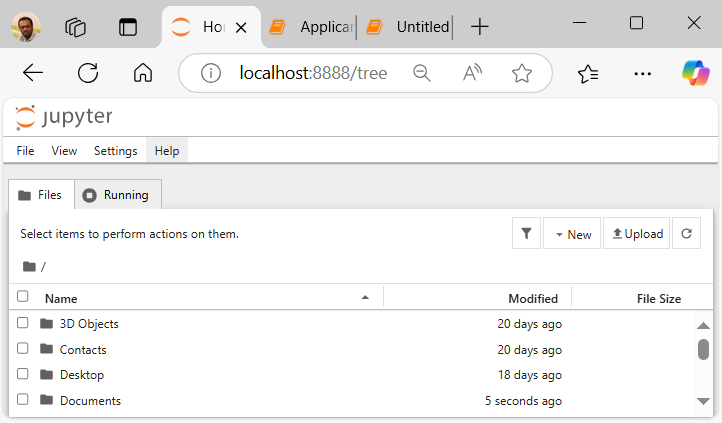 Ho
Applicar
Untitled
localhost:8888/tree
jupyter
File View Settings Help
Files Running
Select items to perform actions on them.
New Upload
/
Name Modified File Size
3D Objects 20 days ago
Contacts 20 days ago
Desktop 18 days ago
Documents 5 seconds ago